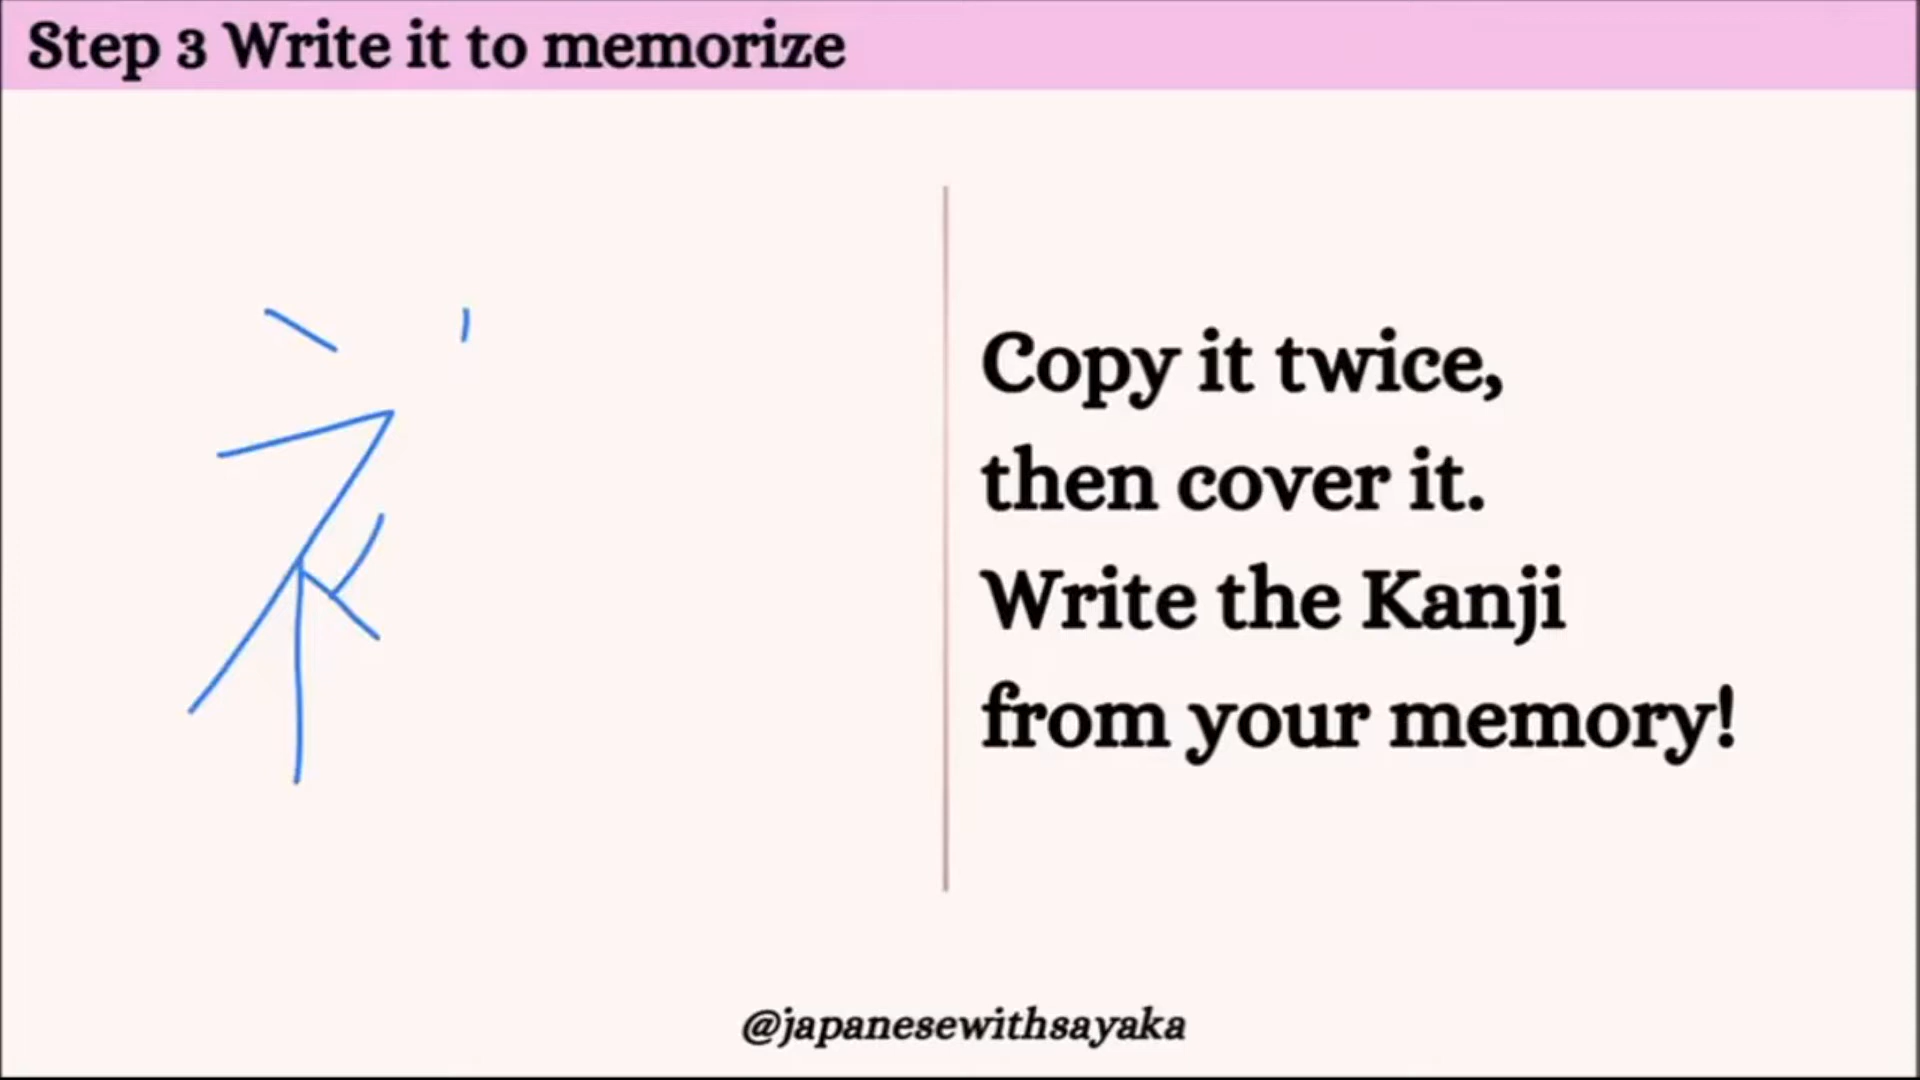 Step 3 Write it to memorize
衤
Copy it twice,
then cover it.
Write the Kanji
from your memory!
@japanesewithsayaka